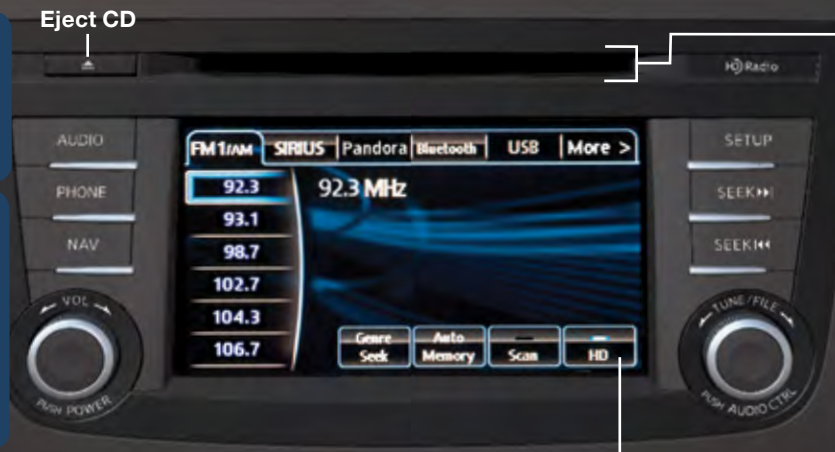 Eject CD
HD Radio
AUDIO
PHONE
NAV
VOL
PUSH POWER
FM1/AM SIRIUS Pandora Bluetooth USB More >
92.3
93.1
98.7
102.7
104.3
106.7
92.3 MHz
Genre Seek
Auto Memory
Scan
HD
SETUP
SEEK
SEEK
TUNE/FILE
PUSH AUDIO CTRL